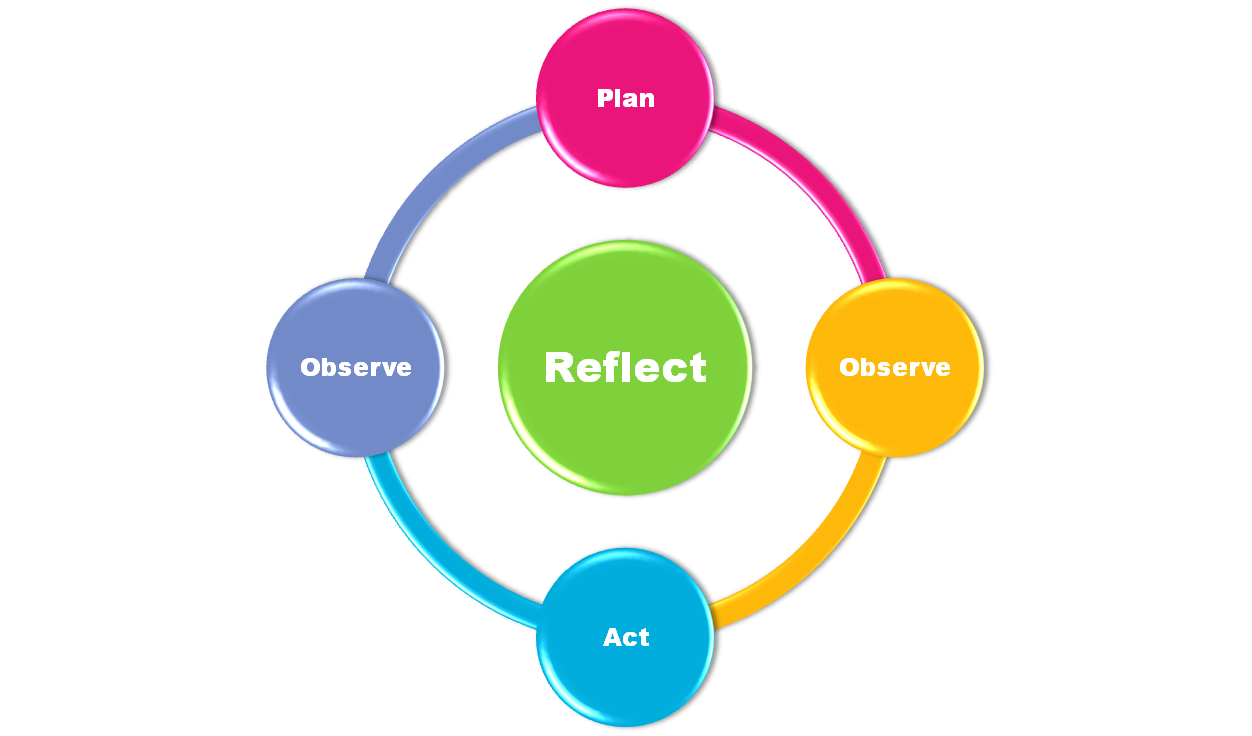 Plan
Observe
Reflect
Observe
Act